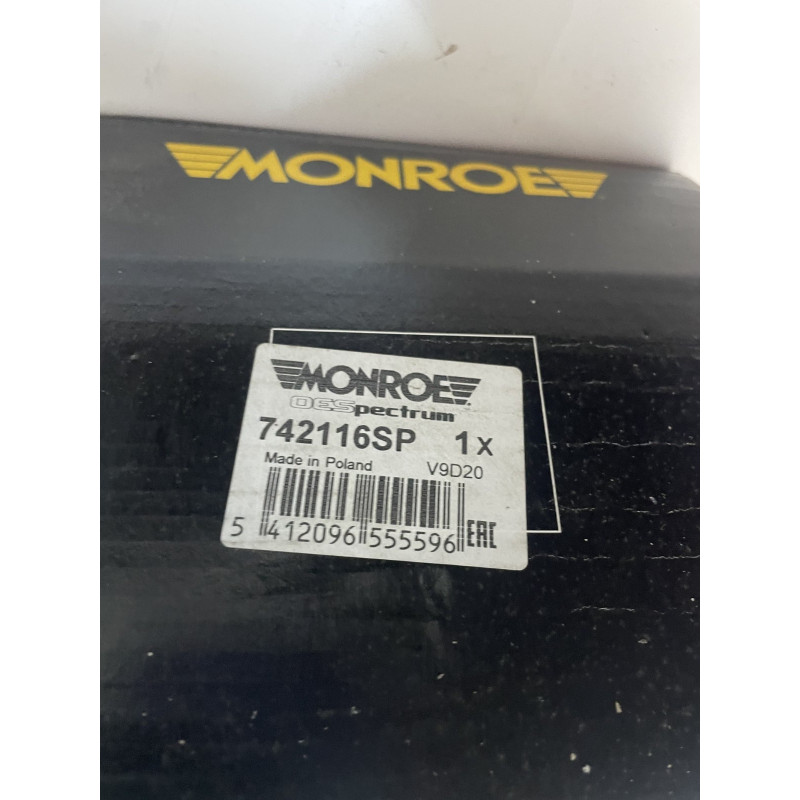 MONROE
MONROE
OESpectrum
742116SP 1x
Made in Poland V9D20
5 412096 555596 EAC